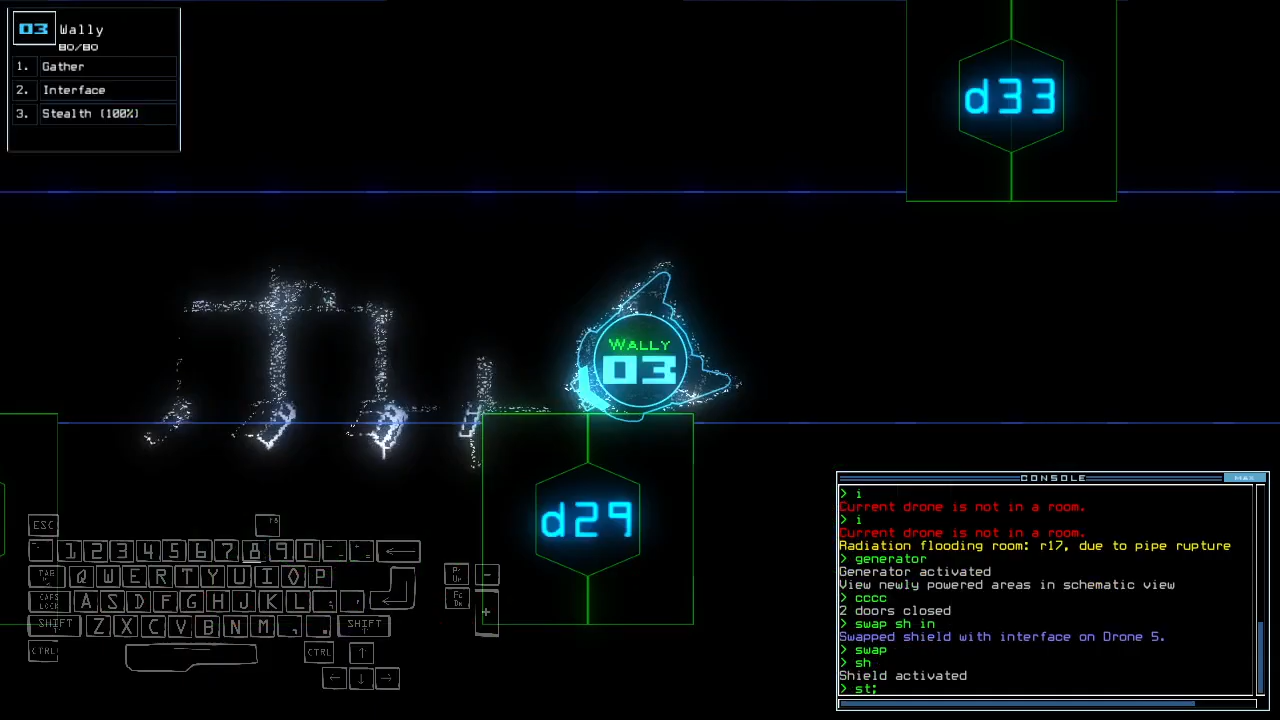 03 Wally
80/80
1. Gather
2. Interface
3. Stealth (100%)
d33
WALLY
03
d29
CONSOLE
MAX
> i
Current drone is not in a room.
> i
Current drone is not in a room.
Radiation flooding room: r17, due to pipe rupture
> generator
Generator activated
View newly powered areas in schematic view
> cccc
2 doors closed
> swap sh in
Swapped shield with interface on Drone 5.
> swap
> sh
Shield activated
> st;
ESC
1 2 3 4 5 6 7 8 9 0 - =
TAB Q W E R T Y U I O P
CAPS LOCK A S D F G H J K L ; '
SHIFT Z X C V B N M , . SHIFT
CTRL CTRL ↑
← ↓ →
-
+